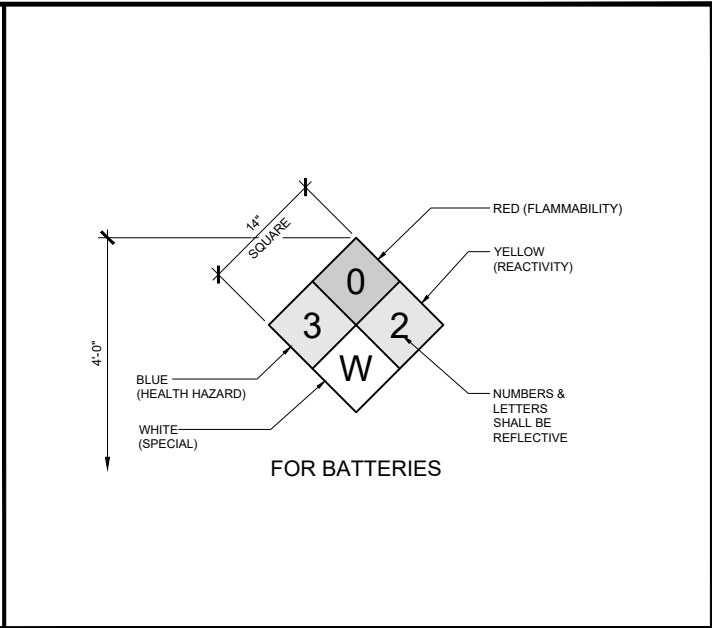 14"
SQUARE
RED (FLAMMABILITY)
YELLOW
(REACTIVITY)
0
3
2
W
4'-0"
BLUE
(HEALTH HAZARD)
WHITE
(SPECIAL)
NUMBERS &
LETTERS
SHALL BE
REFLECTIVE
FOR BATTERIES